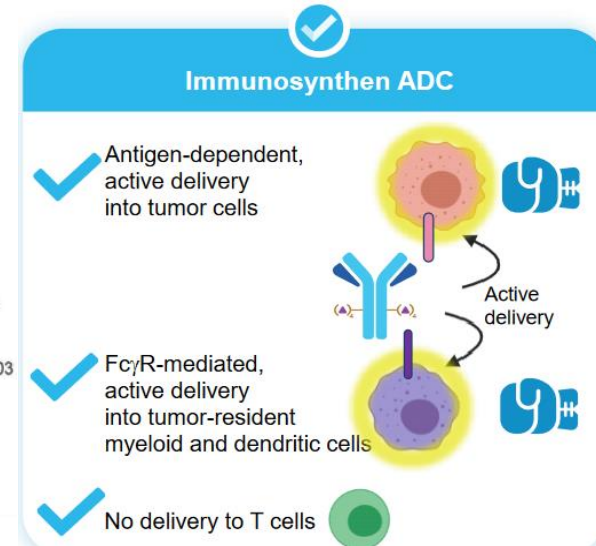 Immunosynthen ADC
Antigen-dependent,
active delivery
into tumor cells
Active
delivery
03
FcγR-mediated,
active delivery
into tumor-resident
myeloid and dendritic cells
No delivery to T cells